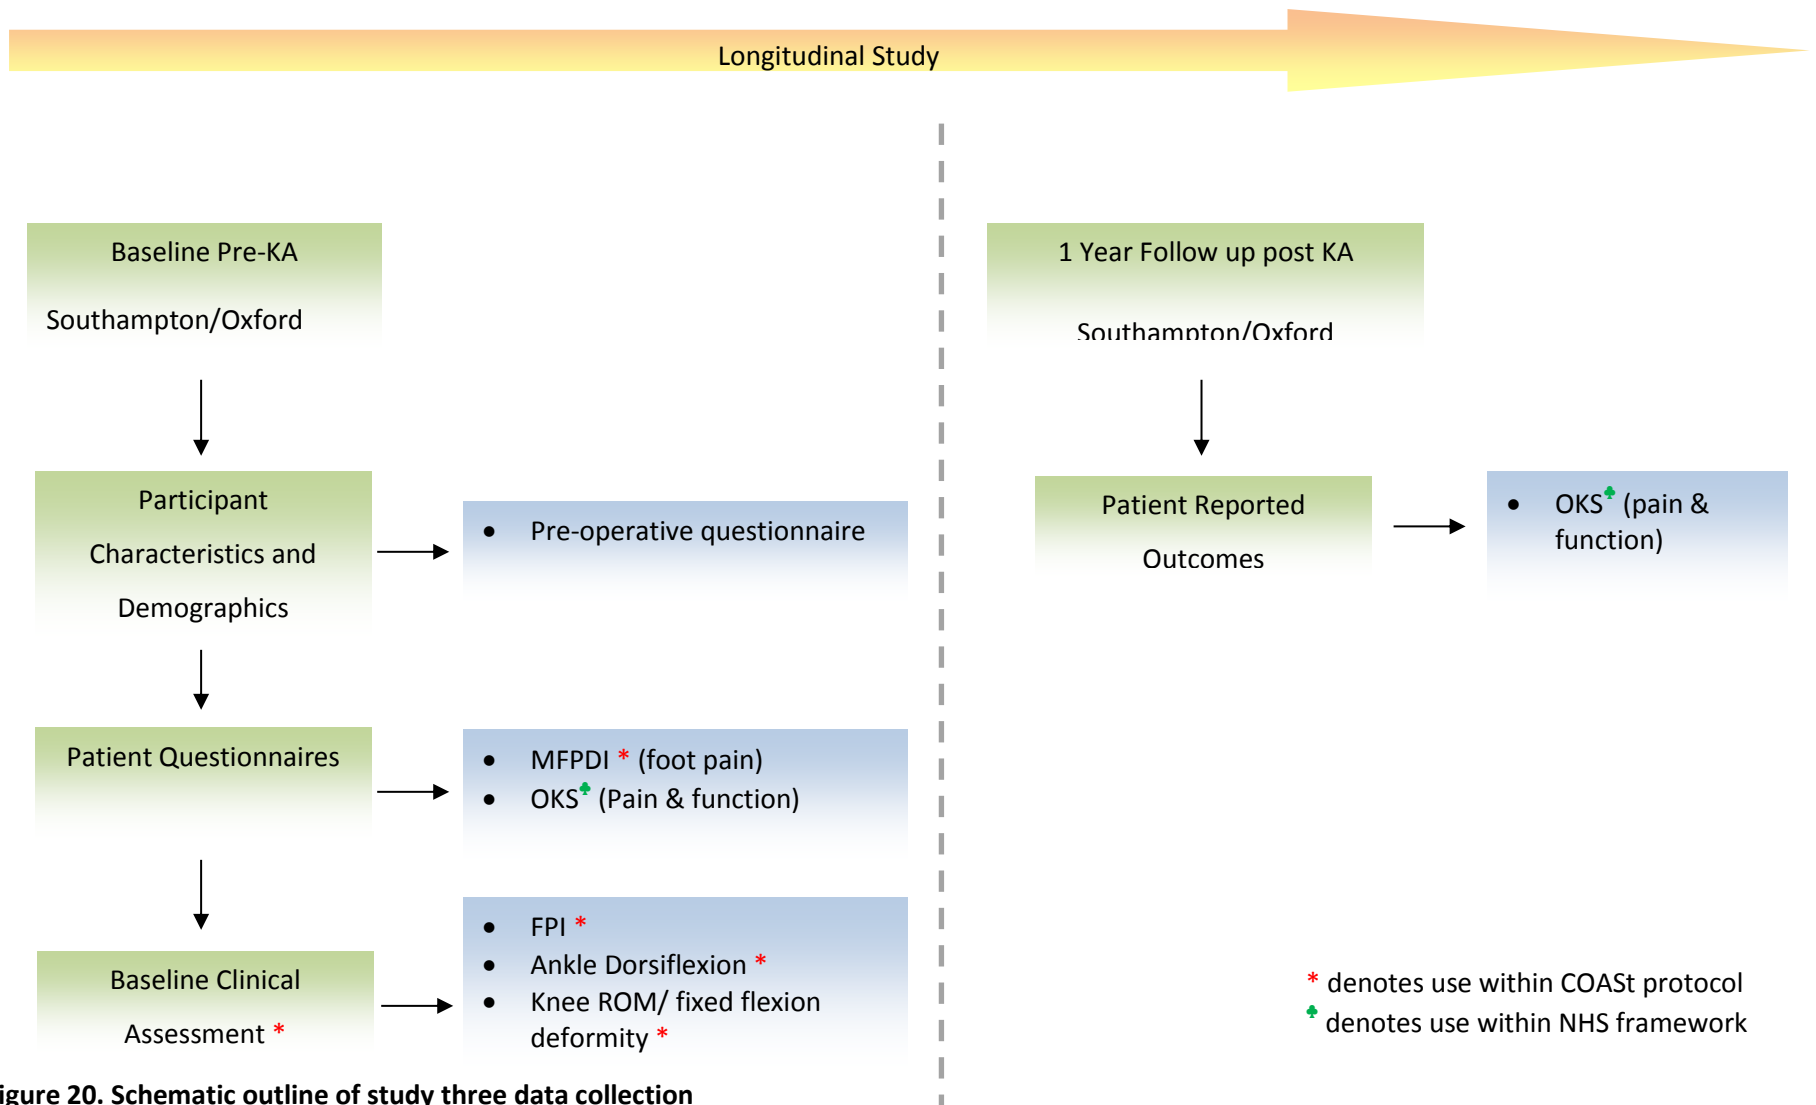 Longitudinal Study
Baseline Pre-KA
Southampton/Oxford
Participant
Characteristics and
Demographics
• Pre-operative questionnaire
Patient Questionnaires
• MFPDI * (foot pain)
• OKS♣ (Pain & function)
Baseline Clinical
Assessment *
• FPI *
• Ankle Dorsiflexion *
• Knee ROM/ fixed flexion
deformity *
1 Year Follow up post KA
Southampton/Oxford
Patient Reported
Outcomes
• OKS♣ (pain &
function)
* denotes use within COASt protocol
♣ denotes use within NHS framework
igure 20. Schematic outline of study three data collection